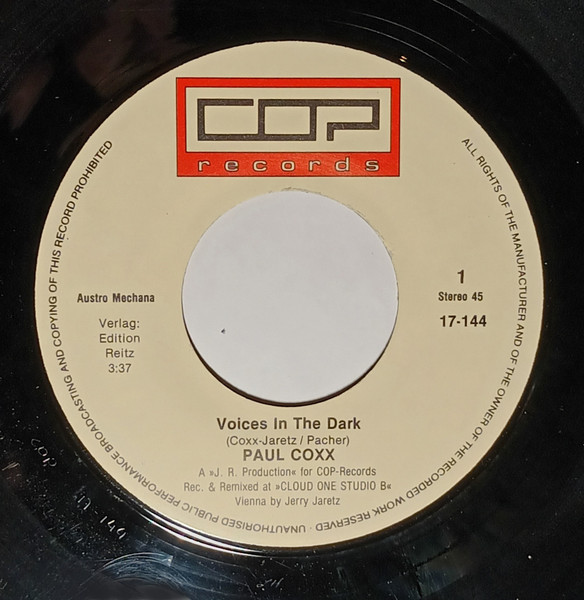 COP
records
ALL RIGHTS OF THE MANUFACTURER AND OF THE OWNER OF THE RECORDED WORK RESERVED · UNAUTHORISED PUBLIC PERFORMANCE BROADCASTING AND COPYING OF THIS RECORD PROHIBITED
Austro Mechana
Verlag:
Edition
Reitz
3:37
1
Stereo 45
17-144
Voices In The Dark
(Coxx-Jaretz / Pacher)
PAUL COXX
A »J. R. Production« for COP-Records
Rec. & Remixed at »CLOUD ONE STUDIO B«
Vienna by Jerry Jaretz